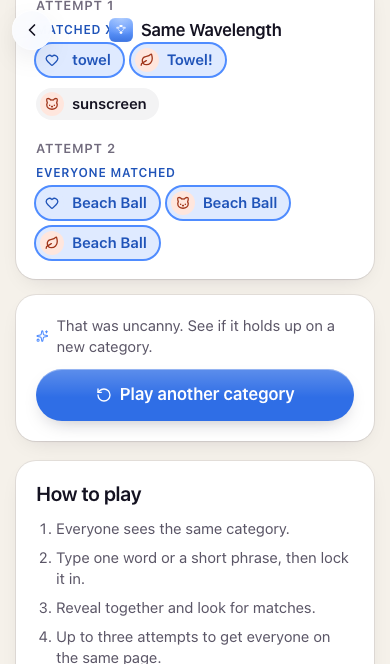 ATTEMPT 1
Same Wavelength
towel
Towel!
sunscreen
ATTEMPT 2
EVERYONE MATCHED
Beach Ball
Beach Ball
Beach Ball
That was uncanny. See if it holds up on a
new category.
Play another category
How to play
1. Everyone sees the same category.
2. Type one word or a short phrase, then lock
it in.
3. Reveal together and look for matches.
4. Up to three attempts to get everyone on
the same page.